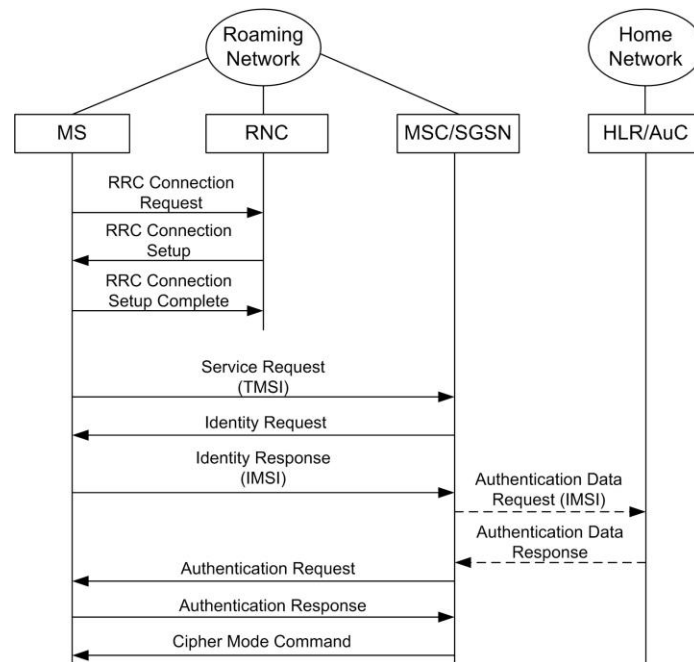 Roaming
Network
Home
Network
MS
RNC
MSC/SGSN
HLR/AuC
RRC Connection
Request
RRC Connection
Setup
RRC Connection
Setup Complete
Service Request
(TMSI)
Identity Request
Identity Response
(IMSI)
Authentication Data
Request (IMSI)
Authentication Data
Response
Authentication Request
Authentication Response
Cipher Mode Command